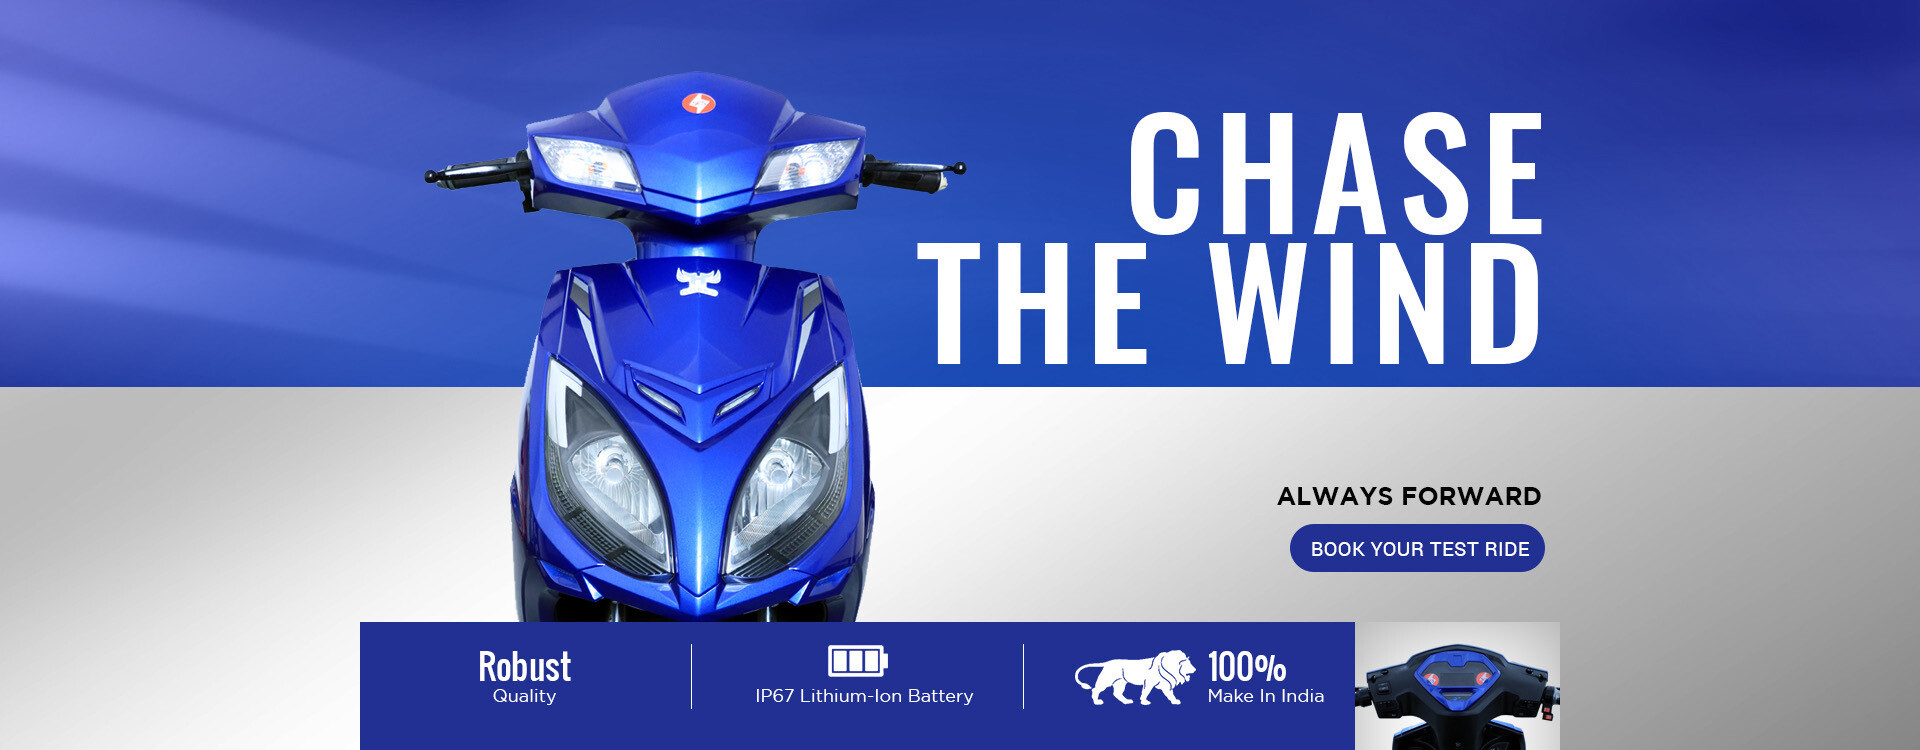 CHASE
THE WIND
ALWAYS FORWARD
BOOK YOUR TEST RIDE
Robust
Quality
IP67 Lithium-Ion Battery
100%
Make In India